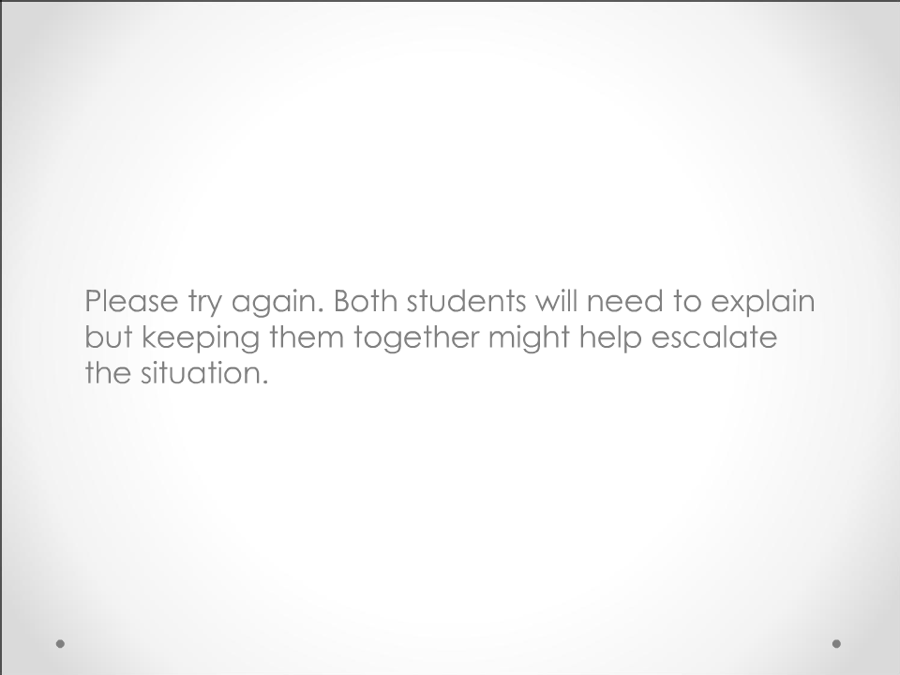 Please try again. Both students will need to explain
but keeping them together might help escalate
the situation.